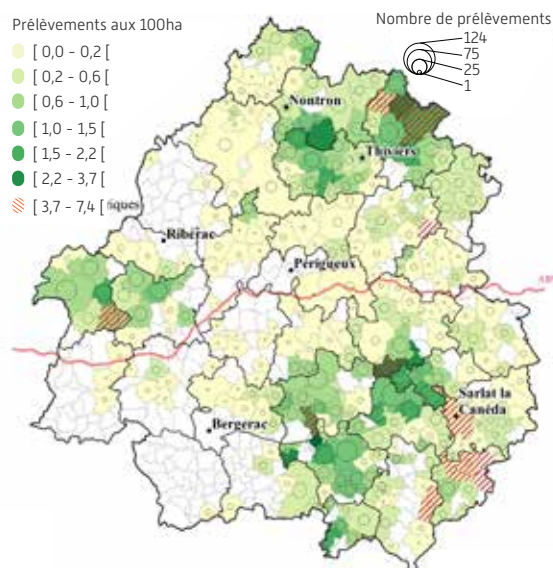 Prélèvements aux 100ha
[ 0,0 - 0,2 [
[ 0,2 - 0,6 [
[ 0,6 - 1,0 [
[ 1,0 - 1,5 [
[ 1,5 - 2,2 [
[ 2,2 - 3,7 [
[ 3,7 - 7,4 [
Nombre de prélèvements
124
75
25
1
Nontron
Thiviers
Ribérac
Périgueux
Sarlat la
Canéda
Bergerac